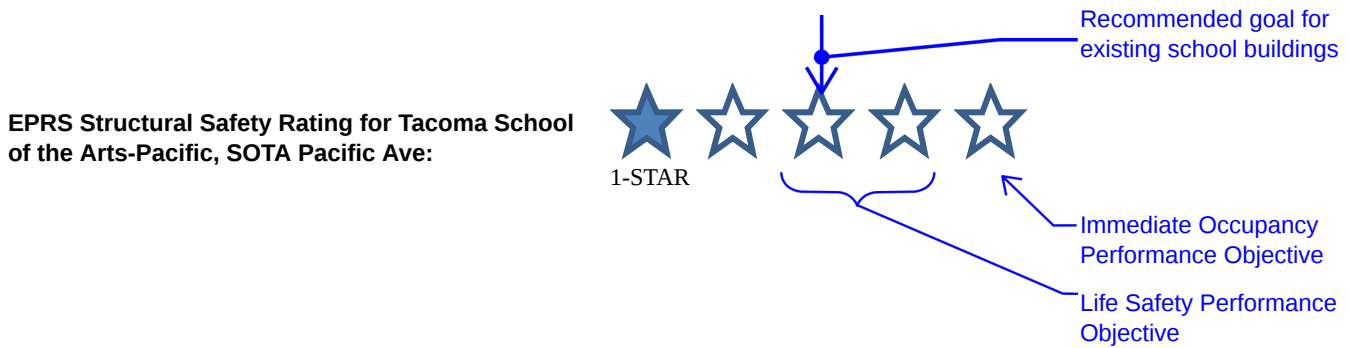 Recommended goal for
existing school buildings
EPRS Structural Safety Rating for Tacoma School
of the Arts-Pacific, SOTA Pacific Ave:
1-STAR
Immediate Occupancy
Performance Objective
Life Safety Performance
Objective